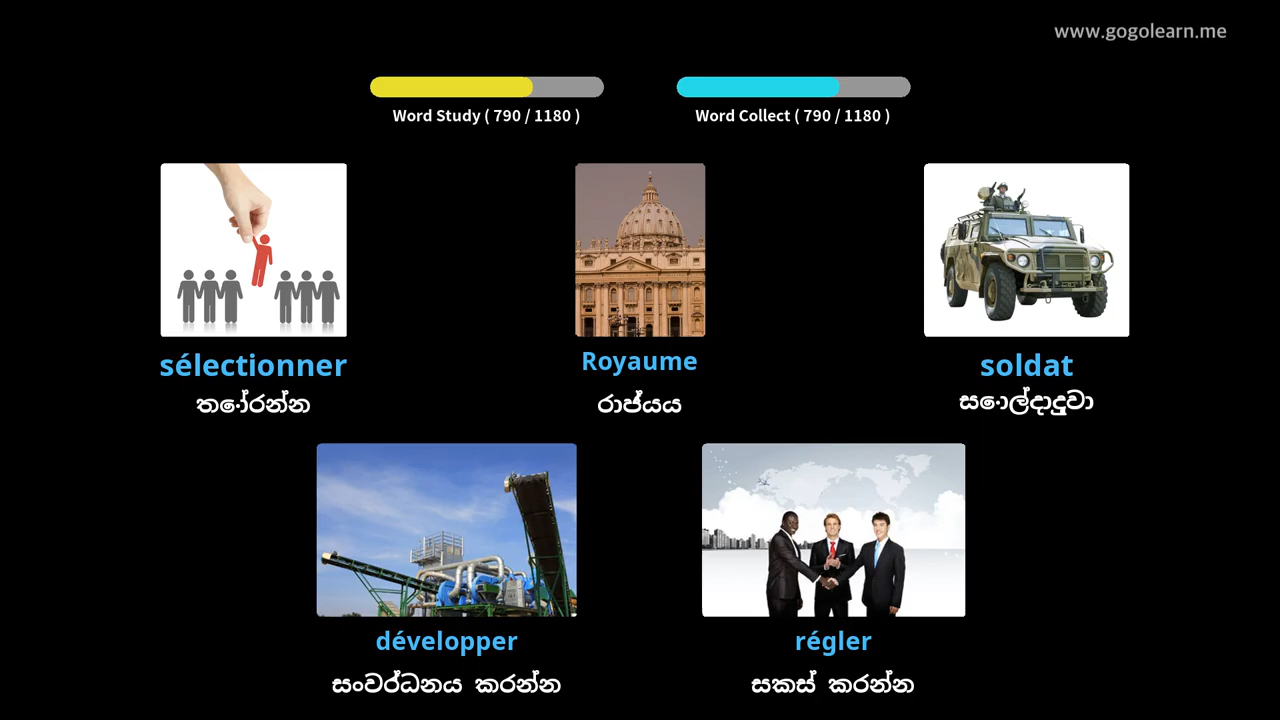 www.gogolearn.me
Word Study ( 790 / 1180 )
Word Collect ( 790 / 1180 )
sélectionner
තෝරන්න
Royaume
රාජ්යය
soldat
සොල්දාදුවා
développer
සංවර්ධනය කරන්න
régler
සකස් කරන්න